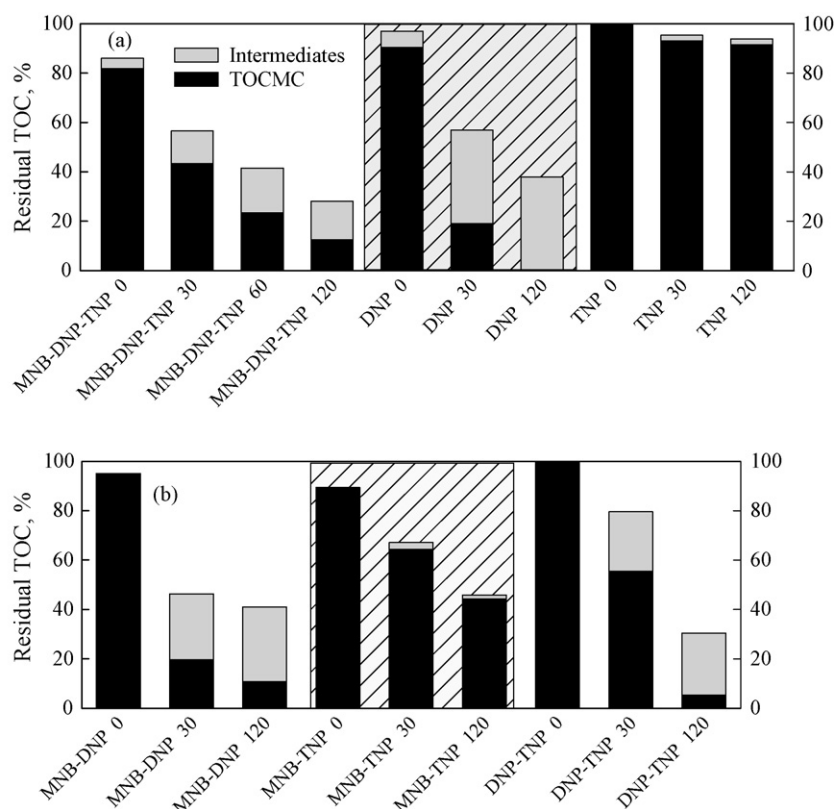 (a)
Intermediates
TOCMC
Residual TOC, %
100
80
60
40
20
0
100
80
60
40
20
0
MNB-DNP-TNP 0
MNB-DNP-TNP 30
MNB-DNP-TNP 60
MNB-DNP-TNP 120
DNP 0
DNP 30
DNP 120
TNP 0
TNP 30
TNP 120
(b)
Residual TOC, %
100
80
60
40
20
0
100
80
60
40
20
0
MNB-DNP 0
MNB-DNP 30
MNB-DNP 120
MNB-TNP 0
MNB-TNP 30
MNB-TNP 120
DNP-TNP 0
DNP-TNP 30
DNP-TNP 120